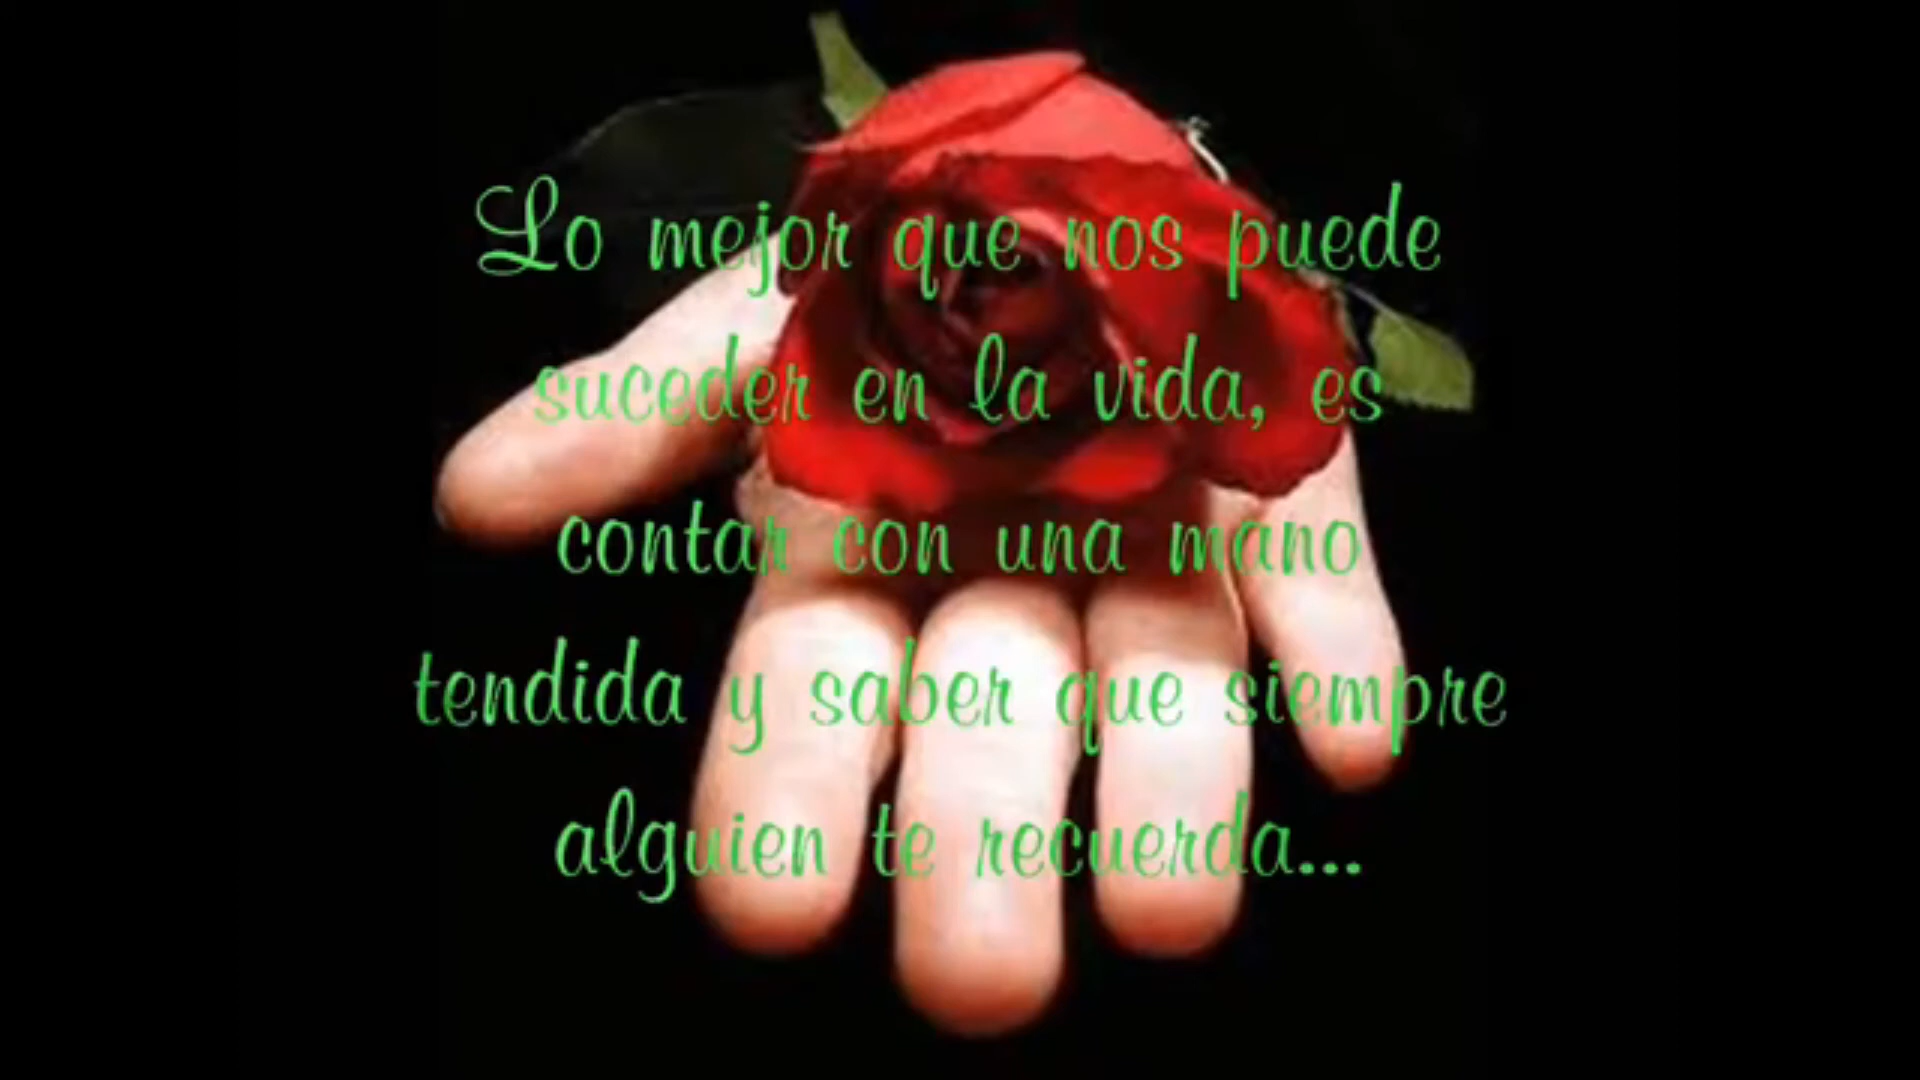 Lo mejor que nos puede
suceder en la vida, es
contar con una mano
tendida y saber que siempre
alguien te recuerda...